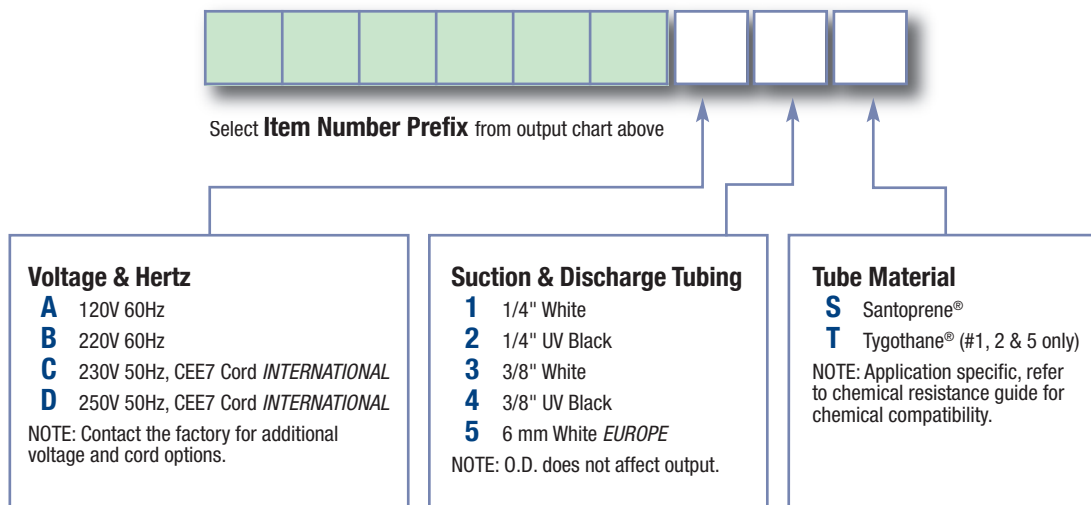 Select Item Number Prefix from output chart above
Voltage & Hertz
A 120V 60Hz
B 220V 60Hz
C 230V 50Hz, CEE7 Cord INTERNATIONAL
D 250V 50Hz, CEE7 Cord INTERNATIONAL
NOTE: Contact the factory for additional
voltage and cord options.
Suction & Discharge Tubing
1 1/4" White
2 1/4" UV Black
3 3/8" White
4 3/8" UV Black
5 6 mm White EUROPE
NOTE: O.D. does not affect output.
Tube Material
S Santoprene®
T Tygothane® (#1, 2 & 5 only)
NOTE: Application specific, refer
to chemical resistance guide for
chemical compatibility.